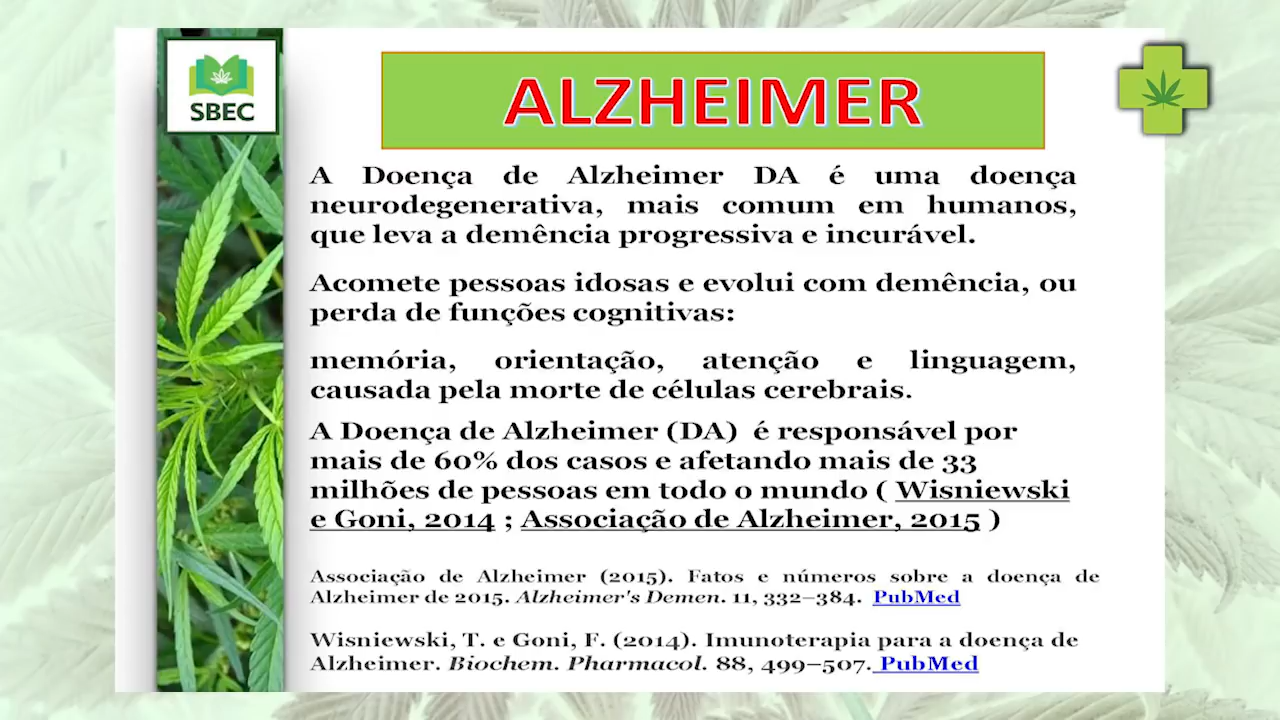 SBEC
ALZHEIMER
A Doença de Alzheimer DA é uma doença
neurodegenerativa, mais comum em humanos,
que leva a demência progressiva e incurável.
Acomete pessoas idosas e evolui com demência, ou
perda de funções cognitivas:
memória, orientação, atenção e linguagem,
causada pela morte de células cerebrais.
A Doença de Alzheimer (DA)  é responsável por
mais de 60% dos casos e afetando mais de 33
milhões de pessoas em todo o mundo ( Wisniewski
e Goni, 2014 ; Associação de Alzheimer, 2015 )
Associação de Alzheimer (2015). Fatos e números sobre a doença de
Alzheimer de 2015. Alzheimer's Demen. 11, 332–384.  PubMed
Wisniewski, T. e Goni, F. (2014). Imunoterapia para a doença de
Alzheimer. Biochem. Pharmacol. 88, 499–507. PubMed